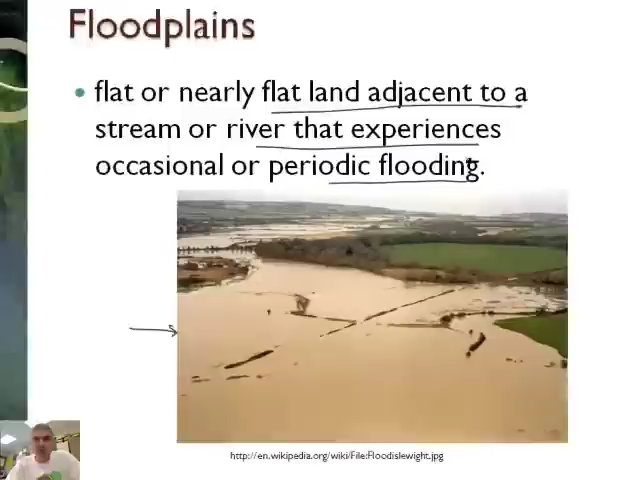 Floodplains
flat or nearly flat land adjacent to a
stream or river that experiences
occasional or periodic flooding.
http://en.wikipedia.org/wiki/File:Floodislewight.jpg